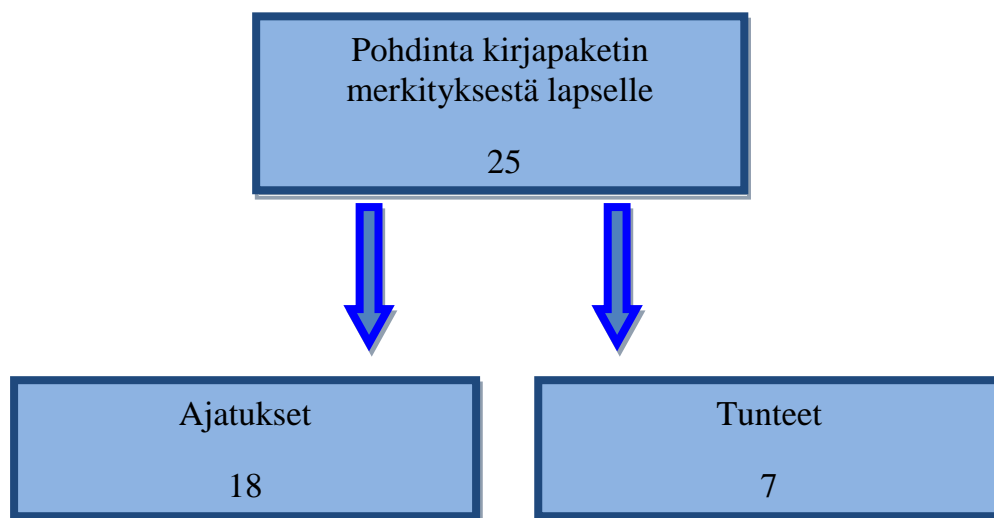 Pohdinta kirjapaketin
merkityksestä lapselle
25
Ajatukset
18
Tunteet
7